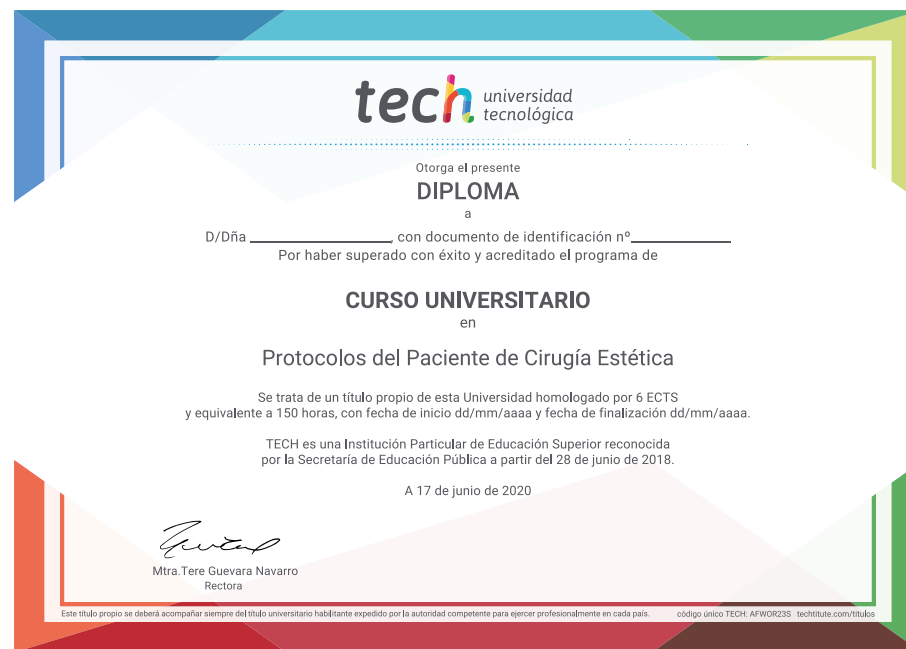 tech universidad
tecnológica
Otorga el presente
DIPLOMA
a
D/Dña ________________, con documento de identificación nº____________
Por haber superado con éxito y acreditado el programa de
CURSO UNIVERSITARIO
en
Protocolos del Paciente de Cirugía Estética
Se trata de un título propio de esta Universidad homologado por 6 ECTS
y equivalente a 150 horas, con fecha de inicio dd/mm/aaaa y fecha de finalización dd/mm/aaaa.
TECH es una Institución Particular de Educación Superior reconocida
por la Secretaría de Educación Pública a partir del 28 de junio de 2018.
A 17 de junio de 2020
Mtra.Tere Guevara Navarro
Rectora
Este título propio se deberá acompañar siempre del título universitario habilitante expedido por la autoridad competente para ejercer profesionalmente en cada país. código único TECH: AFWOR23S techtitute.com/titulos